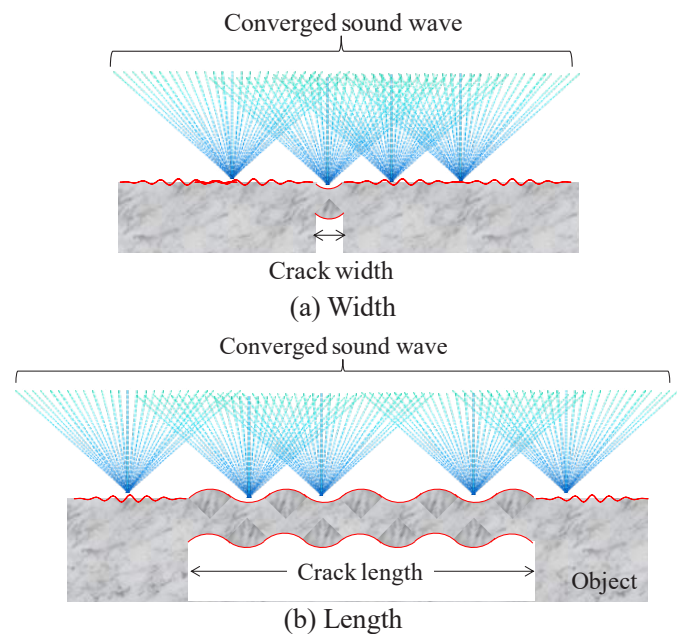 Converged sound wave
Crack width
(a) Width
Converged sound wave
Crack length
Object
(b) Length